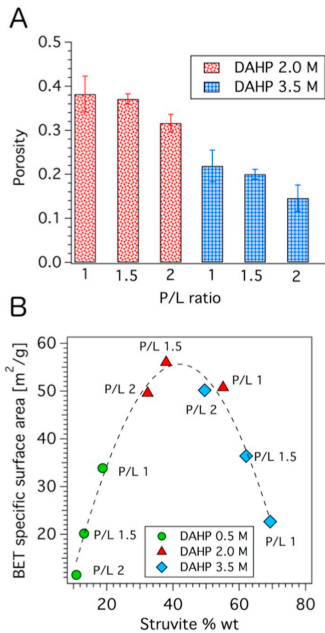 A
DAHP 2.0 M
DAHP 3.5 M
Porosity
0.5
0.4
0.3
0.2
0.1
0.0
1 1.5 2 1 1.5 2
P/L ratio
B
BET specific surface area [m²/g]
60
50
40
30
20
P/L 1.5
P/L 2
P/L 1
P/L 2
P/L 1
P/L 1.5
P/L 1.5
P/L 1
P/L 2
DAHP 0.5 M
DAHP 2.0 M
DAHP 3.5 M
20 40 60 80
Struvite % wt